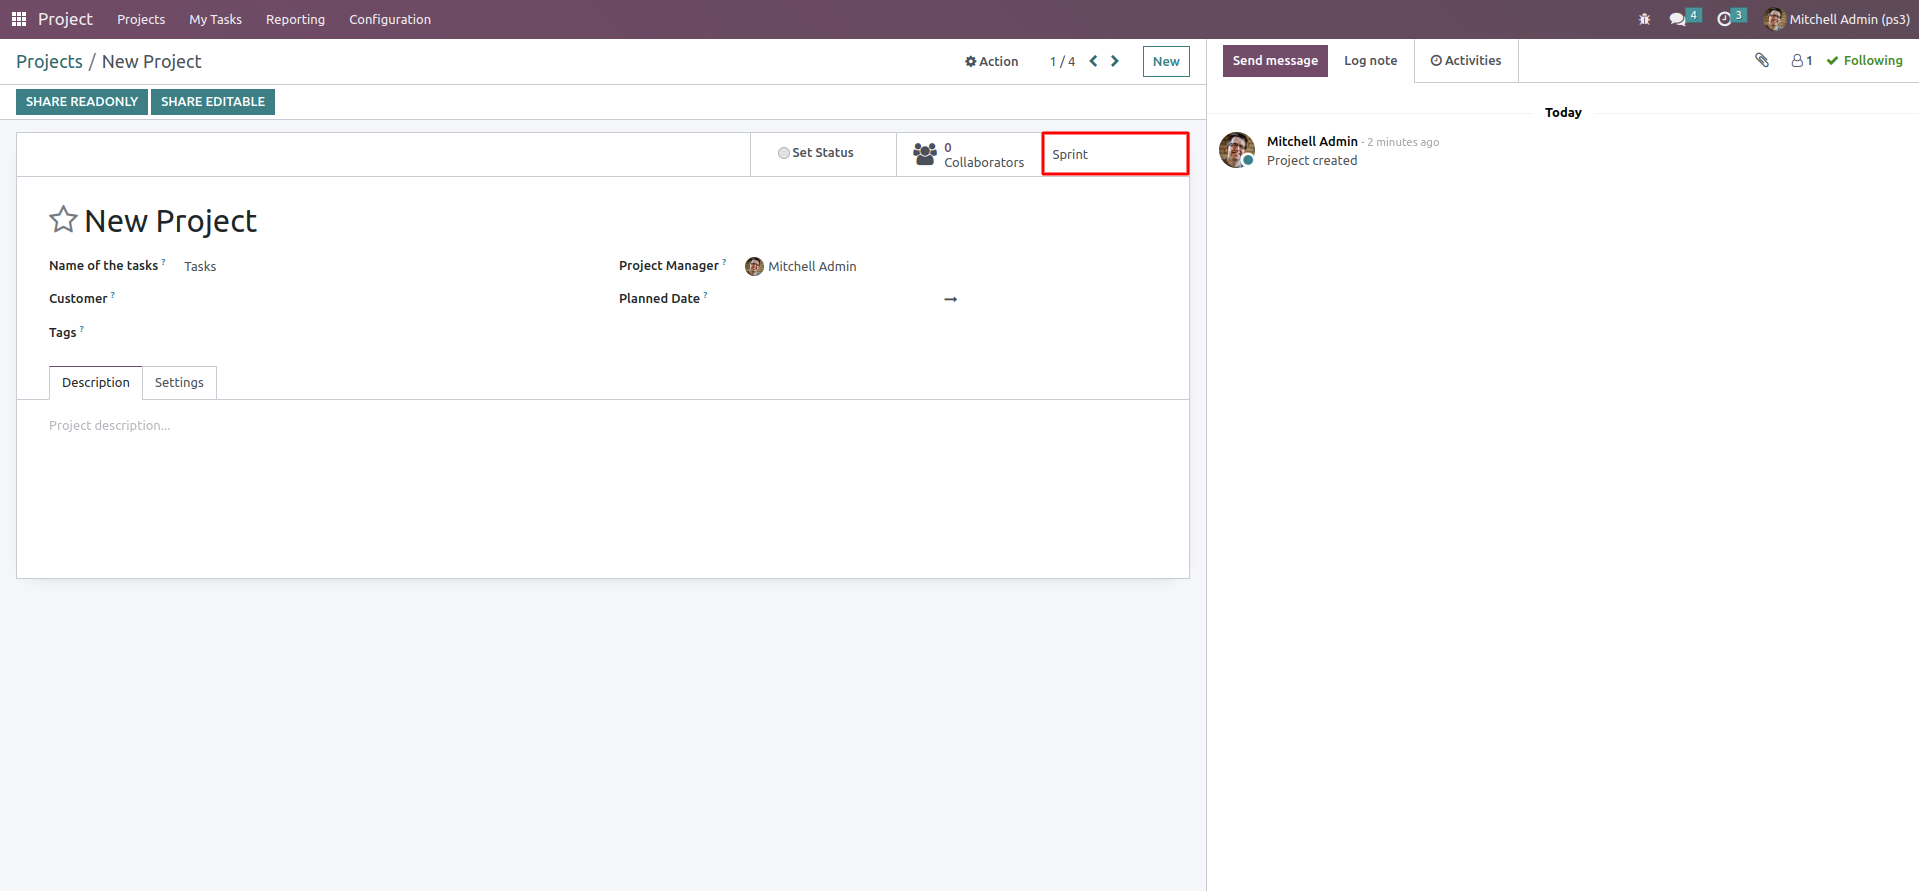 Project Projects My Tasks Reporting Configuration 4 3 Mitchell Admin (ps3)
Projects / New Project Action 1 / 4 New
SHARE READONLY SHARE EDITABLE
Set Status 0 Collaborators Sprint
New Project
Name of the tasks ? Tasks Project Manager ? Mitchell Admin
Customer ? Planned Date ? →
Tags ?
Description Settings
Project description...
Send message Log note Activities 1 Following
Today
Mitchell Admin - 2 minutes ago
Project created